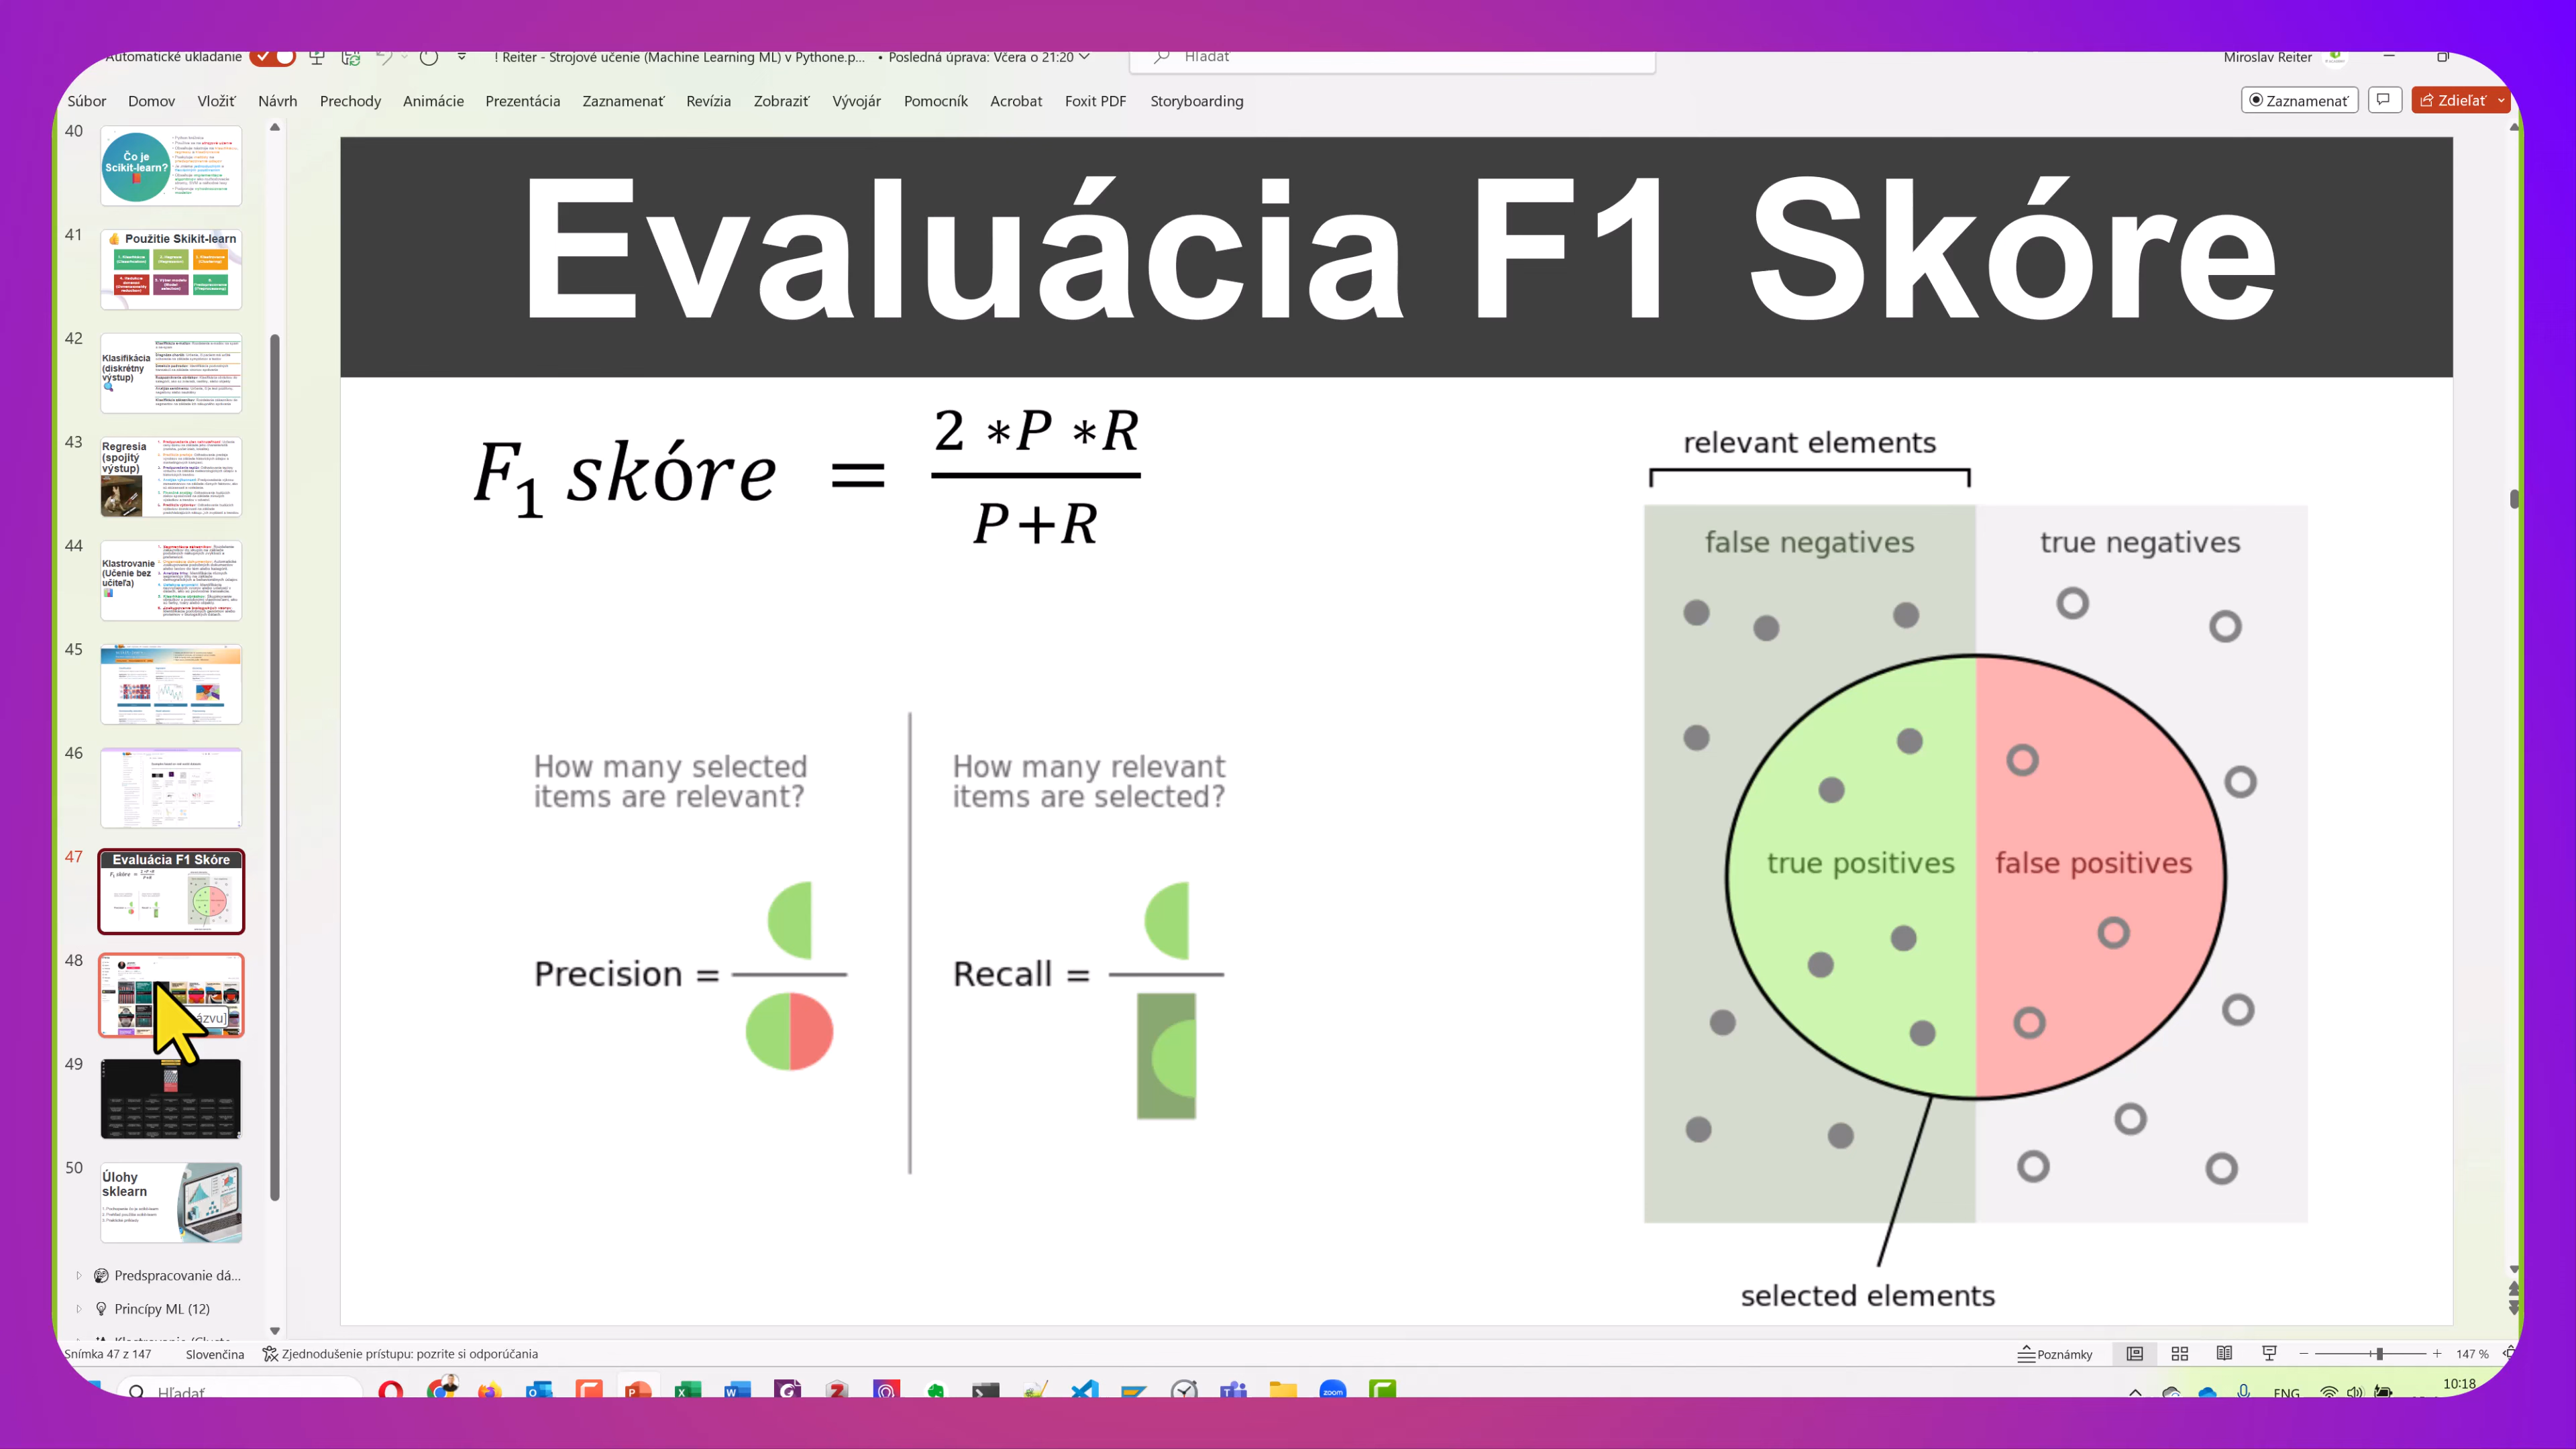 Automatické ukladanie
! Reiter - Strojové učenie (Machine Learning ML) v Pythone.p... • Posledná úprava: Včera o 21:20
Hľadať
Miroslav Reiter
Súbor Domov Vložiť Návrh Prechody Animácie Prezentácia Zaznamenať Revízia Zobraziť Vývojár Pomocník Acrobat Foxit PDF Storyboarding
Zaznamenať
Zdieľať
40
Čo je
Scikit-learn?
41
Použitie Skikit-learn
42
Klasifikácia
(diskrétny
výstup)
43
Regresia
(spojitý
výstup)
44
Klastrovanie
(Učenie bez
učiteľa)
45
46
47
Evaluácia F1 Skóre
48
ázvu]
49
50
Úlohy
sklearn
Predspracovanie dá...
Princípy ML (12)
Evaluácia F1 Skóre
F₁ skóre = 2 ∗P ∗R
P+R
How many selected
items are relevant?
Precision =
How many relevant
items are selected?
Recall =
relevant elements
false negatives
true negatives
true positives
false positives
selected elements
Snímka 47 z 147
Slovenčina
Zjednodušenie prístupu: pozrite si odporúčania
Poznámky
147 %
Hľadať
zoom
ENG
10:18